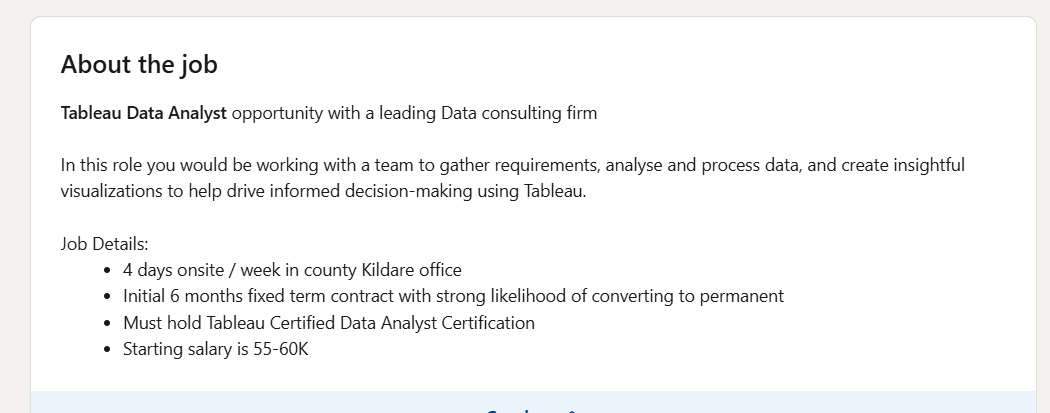 About the job
Tableau Data Analyst opportunity with a leading Data consulting firm
In this role you would be working with a team to gather requirements, analyse and process data, and create insightful
visualizations to help drive informed decision-making using Tableau.
Job Details:
• 4 days onsite / week in county Kildare office
• Initial 6 months fixed term contract with strong likelihood of converting to permanent
• Must hold Tableau Certified Data Analyst Certification
• Starting salary is 55-60K